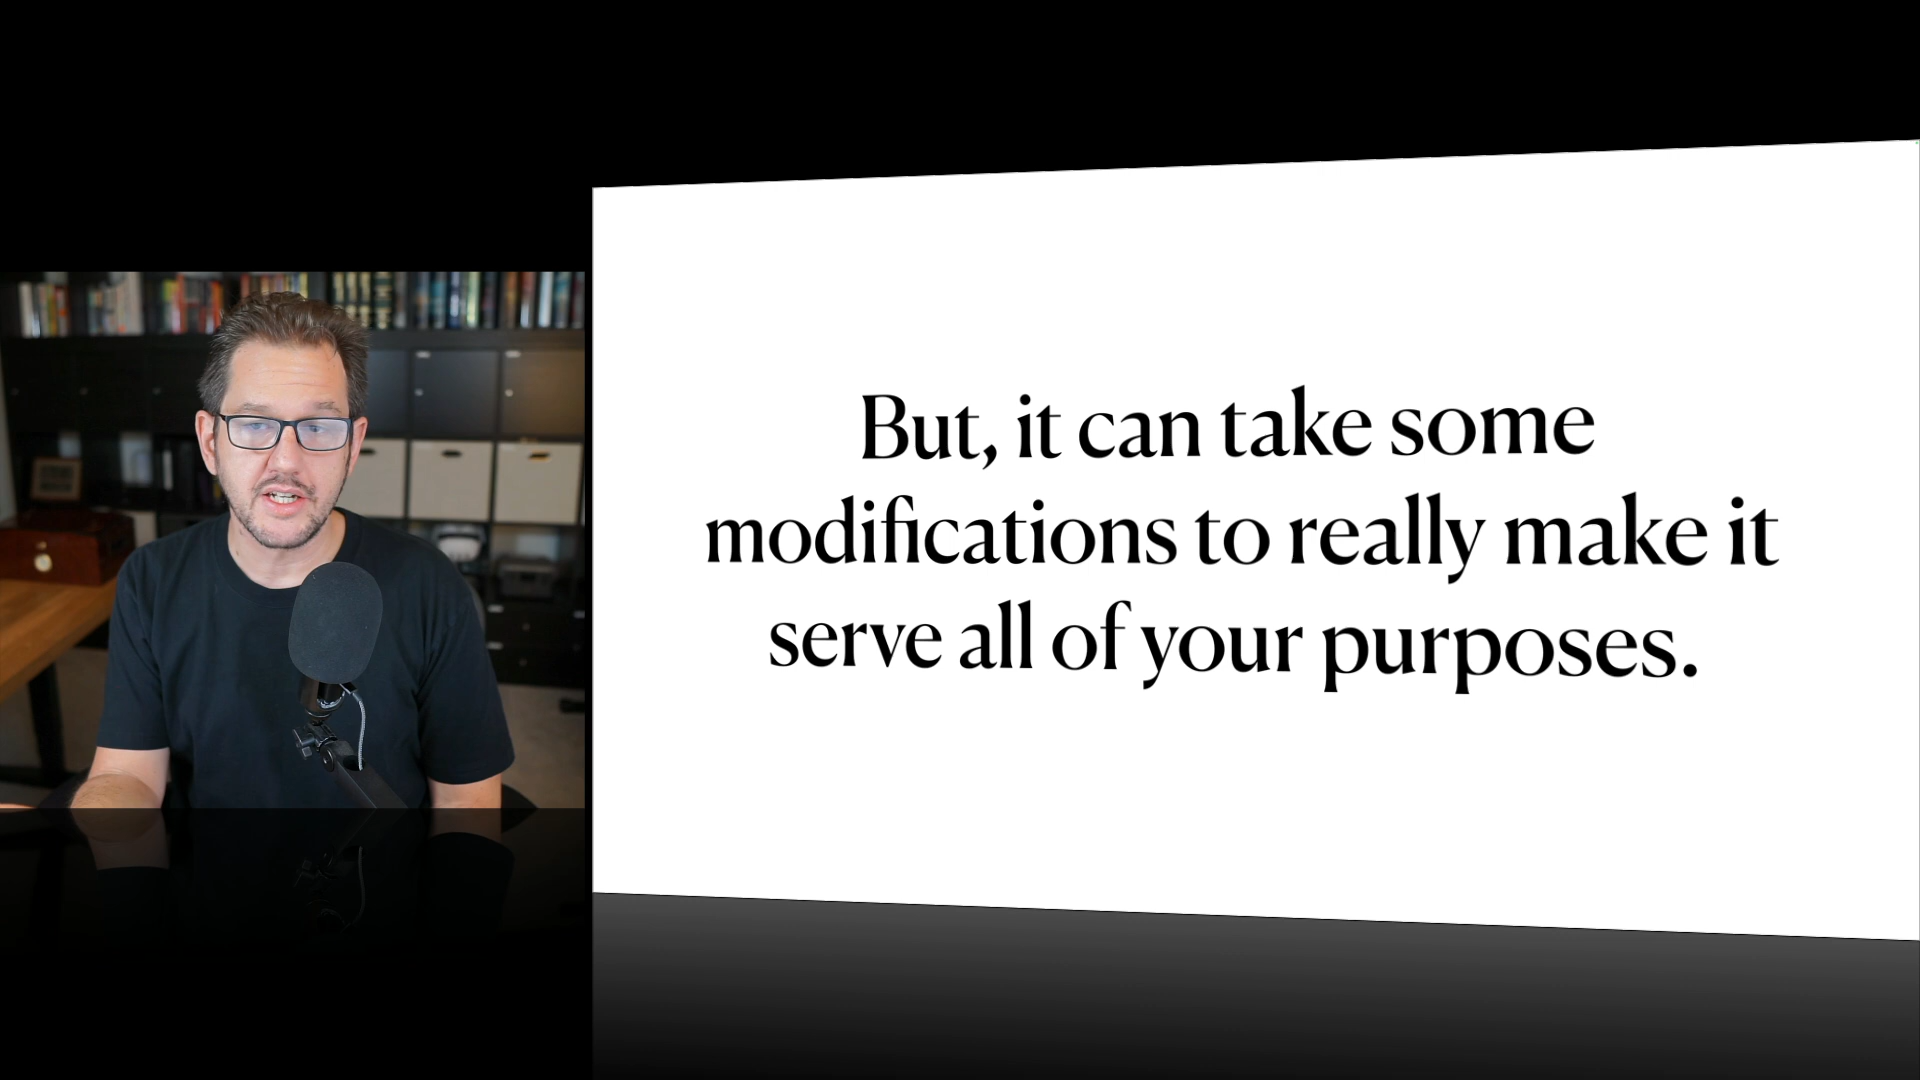 But, it can take some
modifications to really make it
serve all of your purposes.